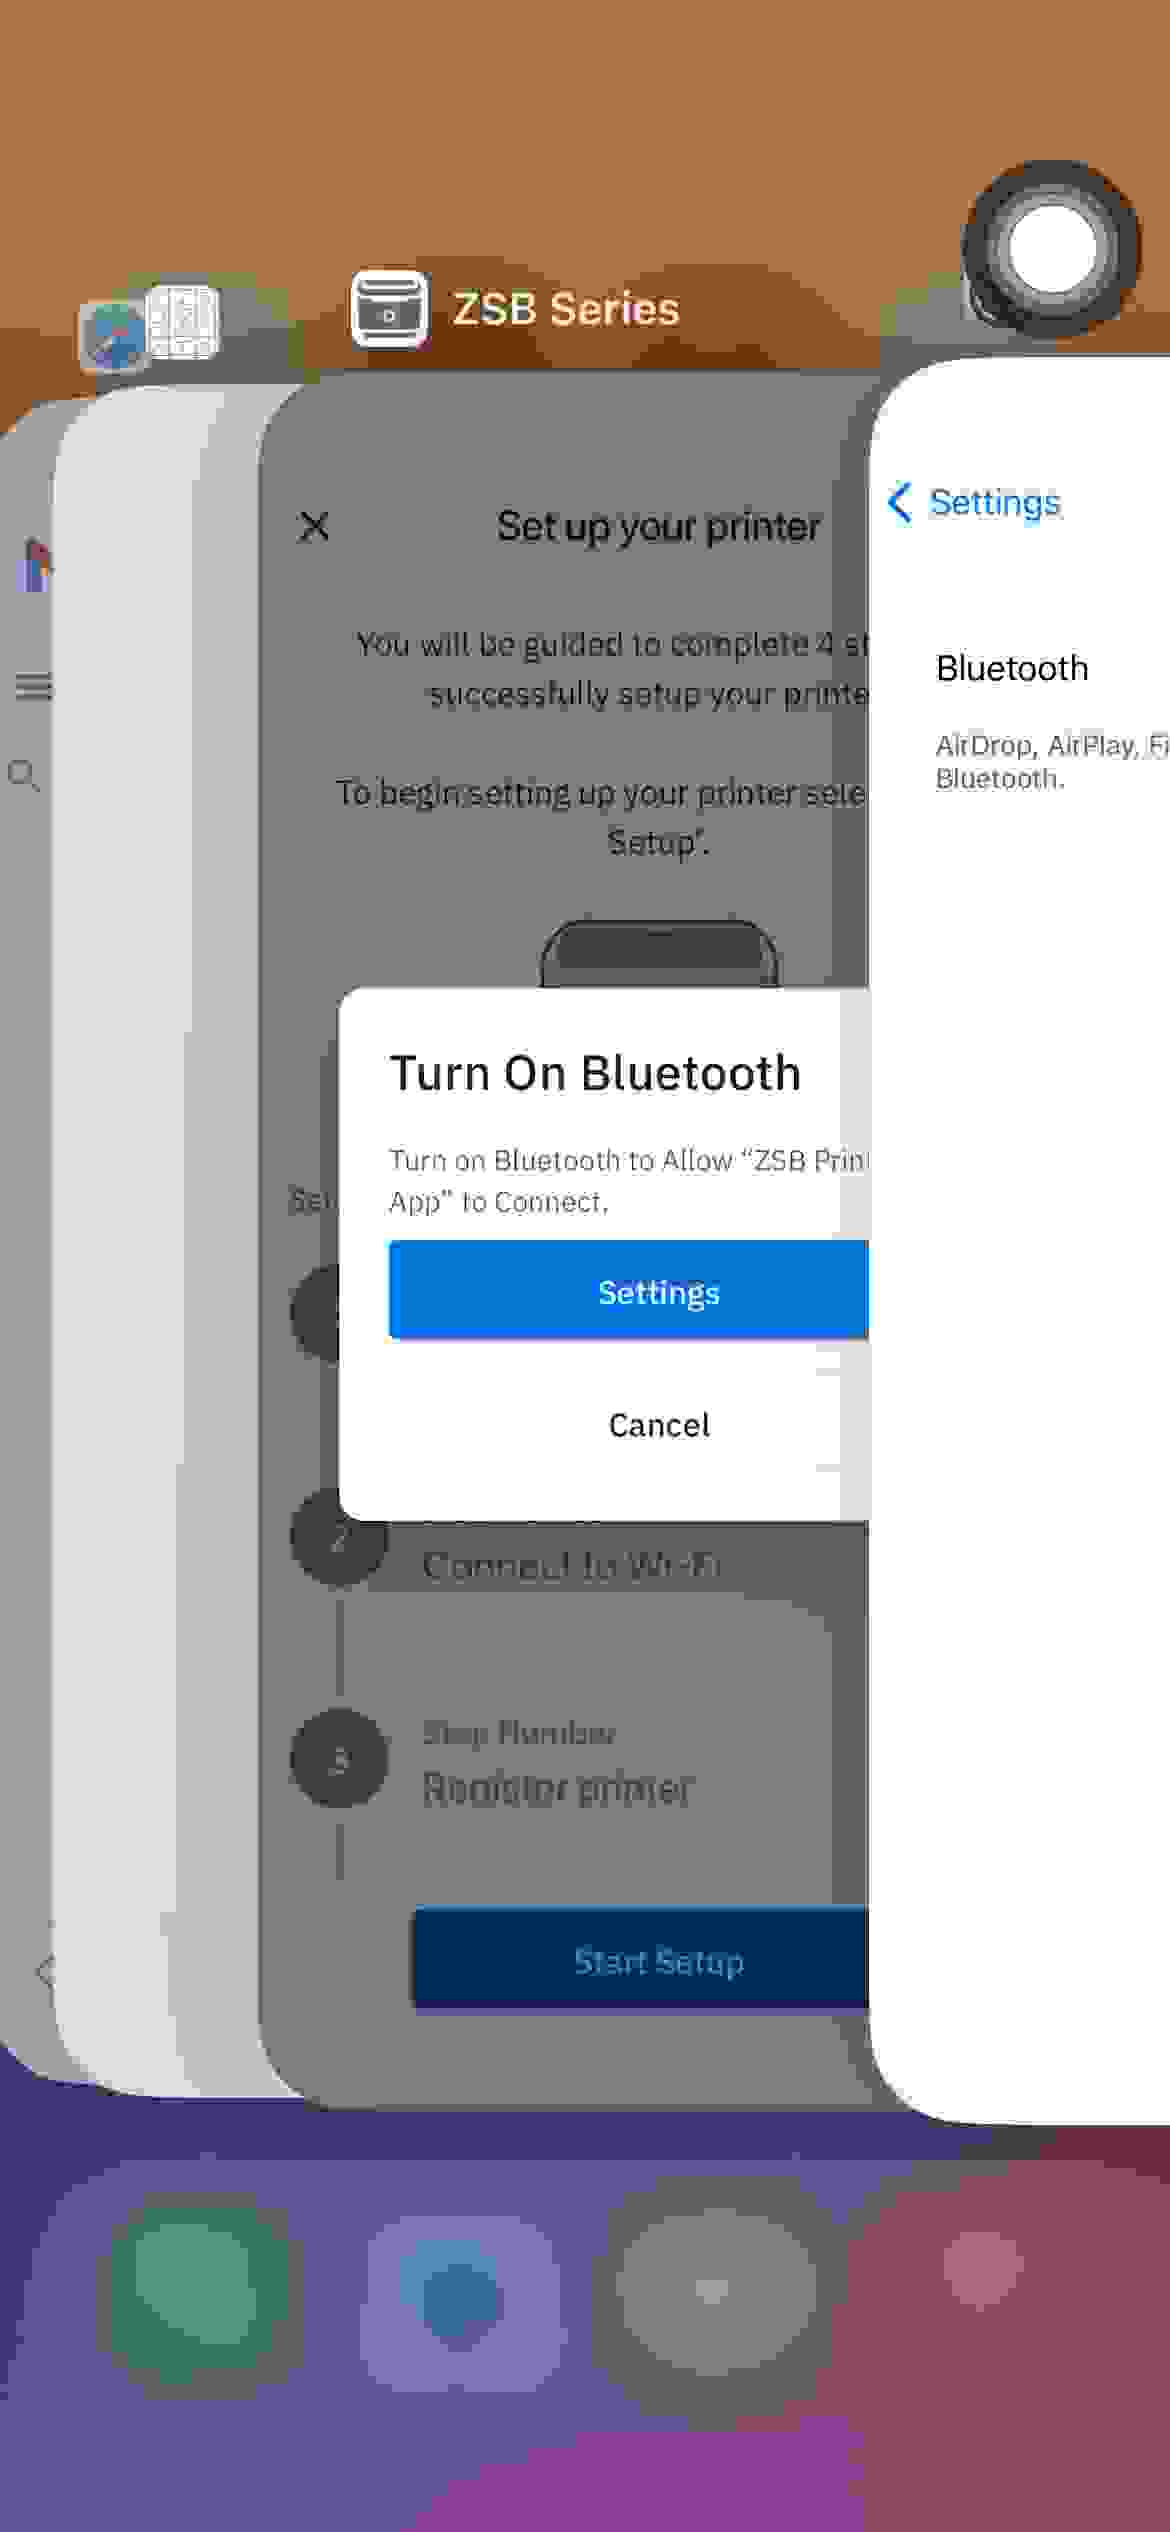 ZSB Series
Set up your printer
You will be guided to complete 4 st
successfully setup your printe
To begin setting up your printer sele
Setup'.
Turn On Bluetooth
Turn on Bluetooth to Allow “ZSB Prin
App” to Connect.
Settings
Cancel
2
Connect to Wi-Fi
3
Step Number
Register printer
Start Setup
Settings
Bluetooth
AirDrop, AirPlay, Fi
Bluetooth.